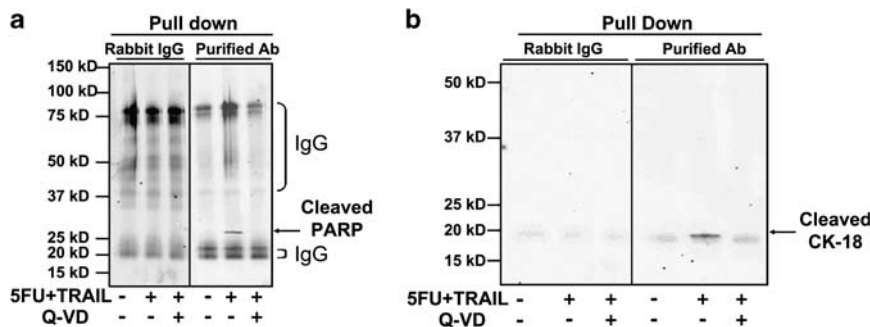 a
Pull down
Rabbit IgG Purified Ab
150 kD
100 kD
75 kD
50 kD
37 kD
25 kD
20 kD
15 kD
IgG
Cleaved
PARP
IgG
5FU+TRAIL - + + - + +
Q-VD - - + - - +
b
Pull Down
Rabbit IgG Purified Ab
50 kD
37 kD
25 kD
20 kD
15 kD
Cleaved
CK-18
5FU+TRAIL - + + - + +
Q-VD - - + - - +